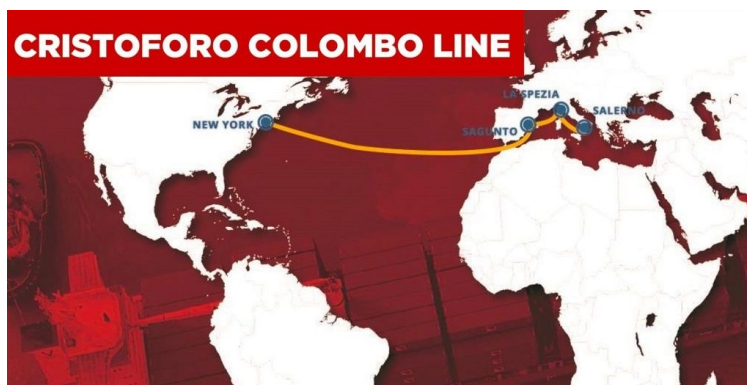 CRISTOFORO COLOMBO LINE
LA SPEZIA
NEW YORK
SALERNO
SAGUNTO